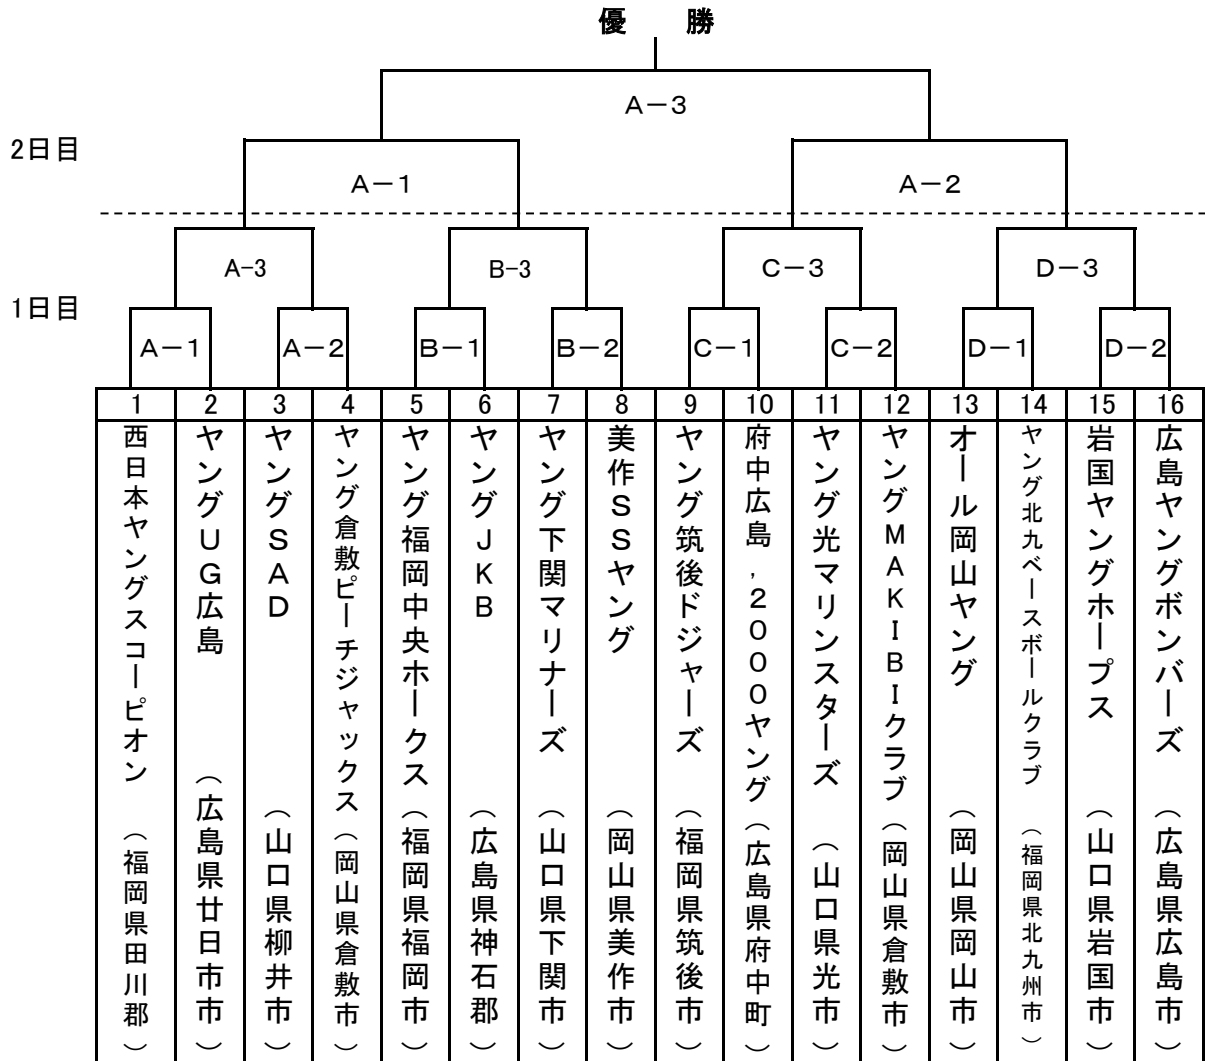 優　勝
A－3
2日目
A－1
A－2
A-3
B-3
C－3
D－3
1日目
A－1
A－2
B－1
B－2
C－1
C－2
D－1
D－2
1
2
3
4
5
6
7
8
9
10
11
12
13
14
15
16
西日本ヤングスコーピオン（福岡県田川郡）
ヤングＵＧ広島（広島県廿日市市）
ヤングＳＡＤ（山口県柳井市）
ヤング倉敷ピーチジャックス（岡山県倉敷市）
ヤング福岡中央ホークス（福岡県福岡市）
ヤングＪＫＢ（広島県神石郡）
ヤング下関マリナーズ（山口県下関市）
美作ＳＳヤング（岡山県美作市）
ヤング筑後ドジャーズ（福岡県筑後市）
府中広島，２０００ヤング（広島県府中町）
ヤング光マリンスターズ（山口県光市）
ヤングＭＡＫＩＢＩクラブ（岡山県倉敷市）
オール岡山ヤング（岡山県岡山市）
ヤング北九ベースボールクラブ（福岡県北九州市）
岩国ヤングホープス（山口県岩国市）
広島ヤングボンバーズ（広島県広島市）